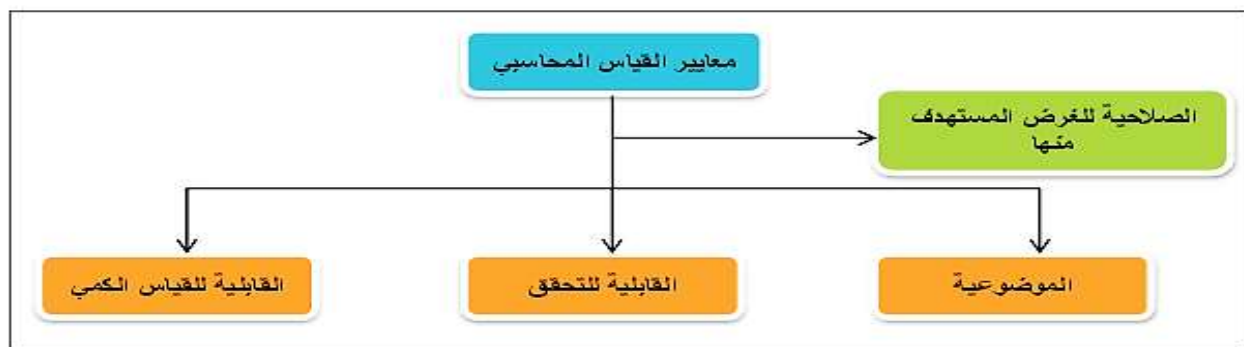 معايير القياس المحاسبي
الصلاحية للغرض المستهدف
منها
الموضوعية
القابلية للتحقق
القابلية للقياس الكمي